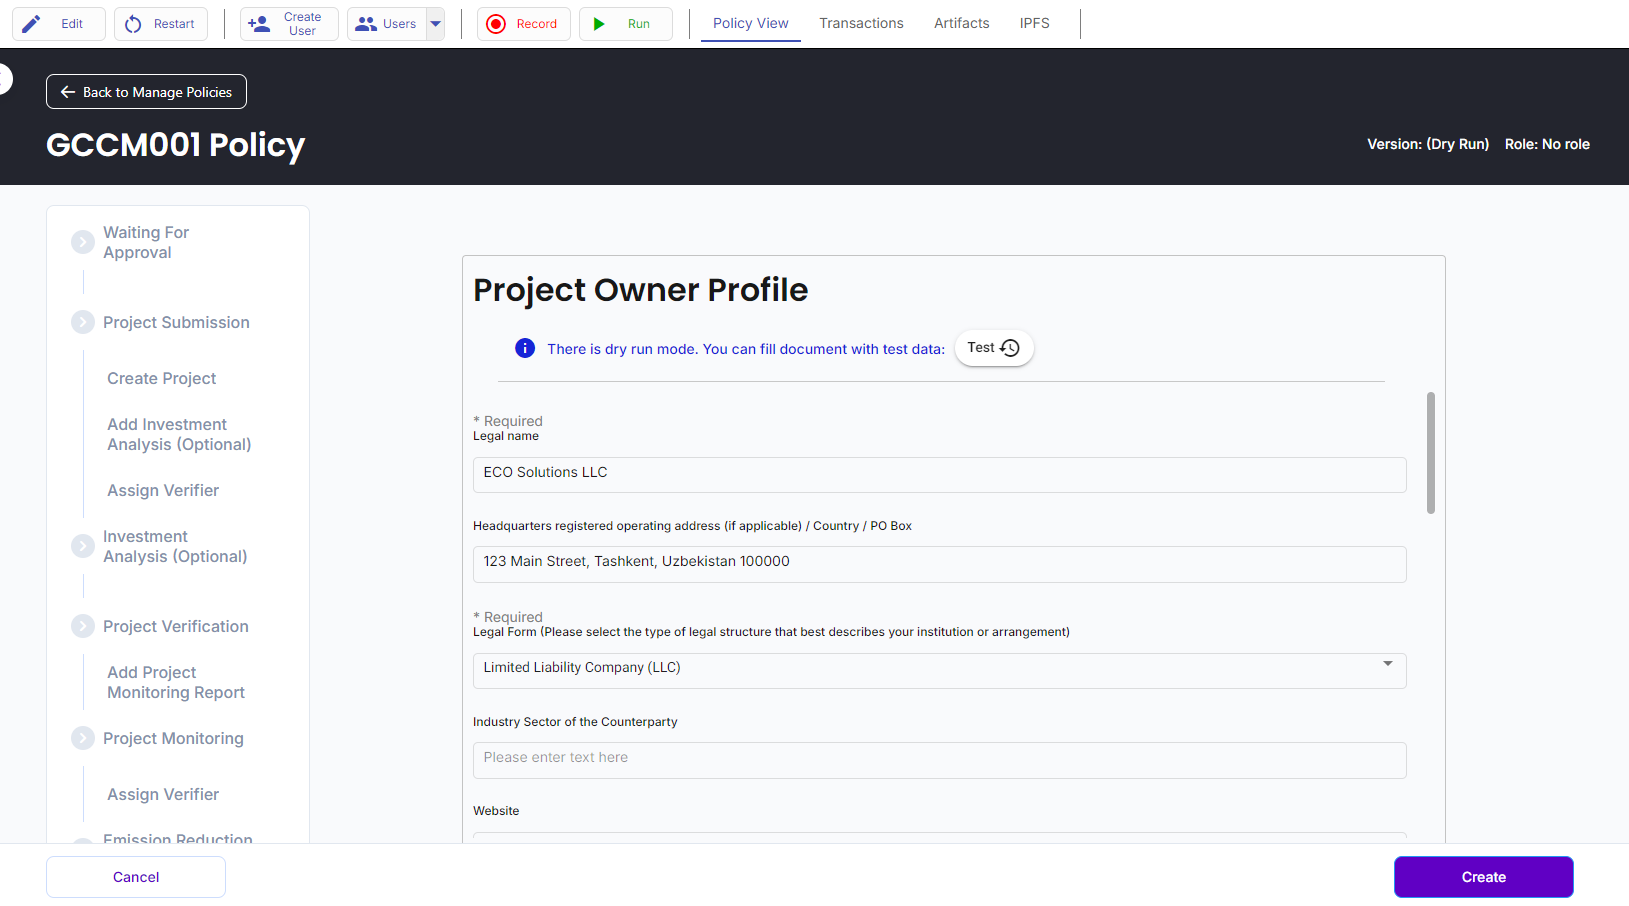 Edit
Restart
Create
User
Users
Record
Run
Policy View
Transactions
Artifacts
IPFS
Back to Manage Policies
GCCM001 Policy
Version: (Dry Run)
Role: No role
Waiting For
Approval
Project Submission
Create Project
Add Investment
Analysis (Optional)
Assign Verifier
Investment
Analysis (Optional)
Project Verification
Add Project
Monitoring Report
Project Monitoring
Assign Verifier
Emission Reduction
Project Owner Profile
There is dry run mode. You can fill document with test data:
Test
* Required
Legal name
ECO Solutions LLC
Headquarters registered operating address (if applicable) / Country / PO Box
123 Main Street, Tashkent, Uzbekistan 100000
* Required
Legal Form (Please select the type of legal structure that best describes your institution or arrangement)
Limited Liability Company (LLC)
Industry Sector of the Counterparty
Please enter text here
Website
Cancel
Create